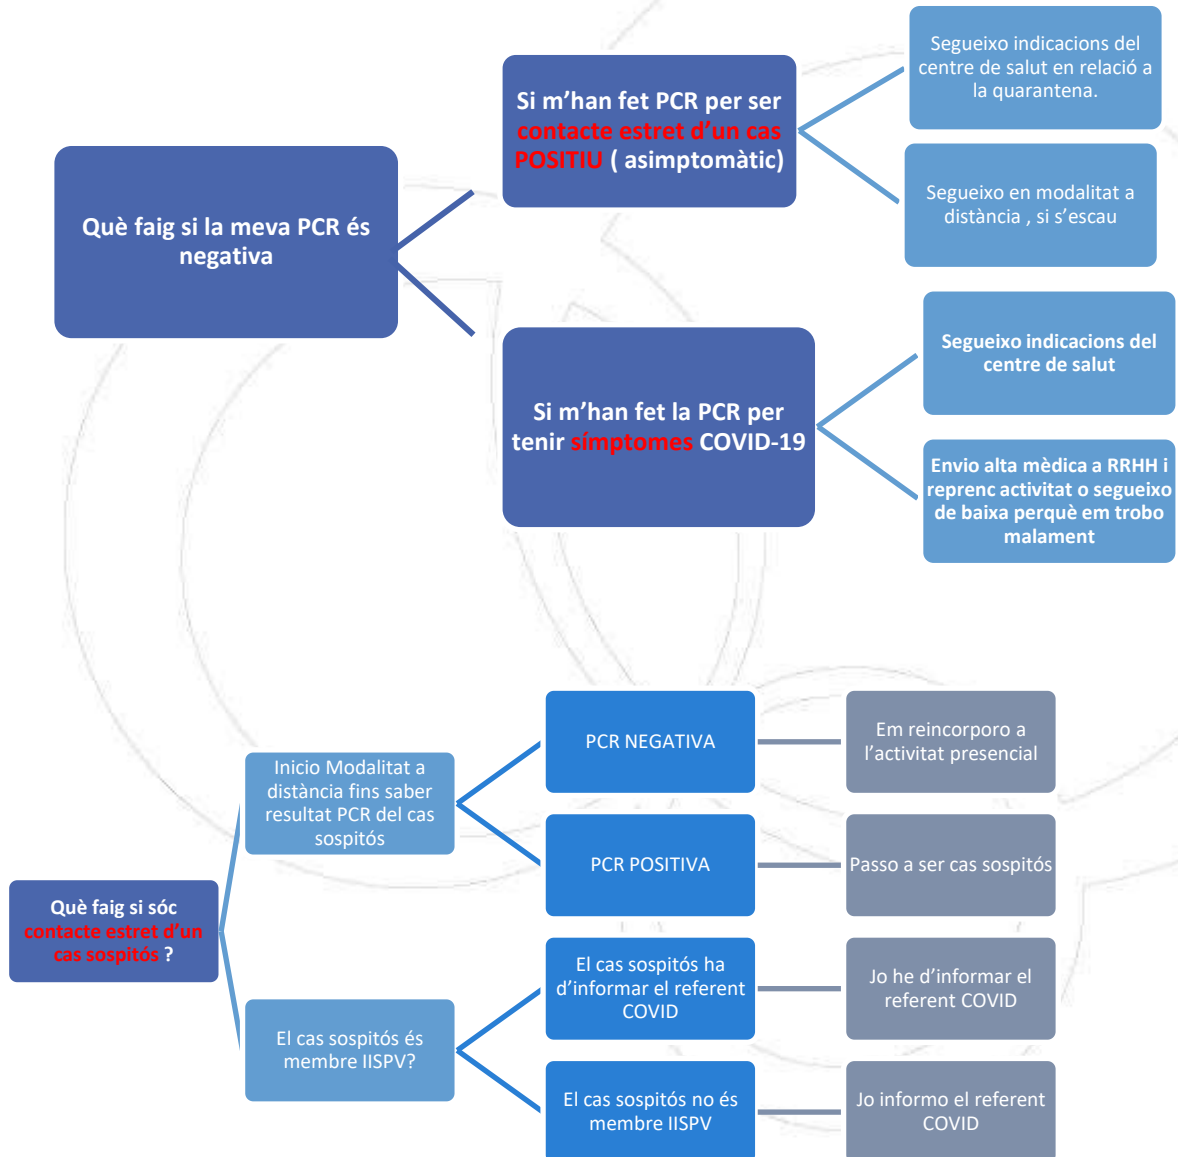 Segueixo indicacions del
centre de salut en relació a
la quarantena.
Si m'han fet PCR per ser
contacte estret d'un cas
POSITIU ( asimptomàtic)
Segueixo en modalitat a
distància , si s'escau
Què faig si la meva PCR és
negativa
Segueixo indicacions del
centre de salut
Si m'han fet la PCR per
tenir símptomes COVID-19
Envio alta mèdica a RRHH i
reprenc activitat o segueixo
de baixa perquè em trobo
malament
PCR NEGATIVA
Em reincorporo a
l'activitat presencial
Inicio Modalitat a
distància fins saber
resultat PCR del cas
sospitós
PCR POSITIVA
Passo a ser cas sospitós
Què faig si sóc
contacte estret d'un
cas sospitós ?
El cas sospitós ha
d'informar el referent
COVID
Jo he d'informar el
referent COVID
El cas sospitós és
membre IISPV?
El cas sospitós no és
membre IISPV
Jo informo el referent
COVID